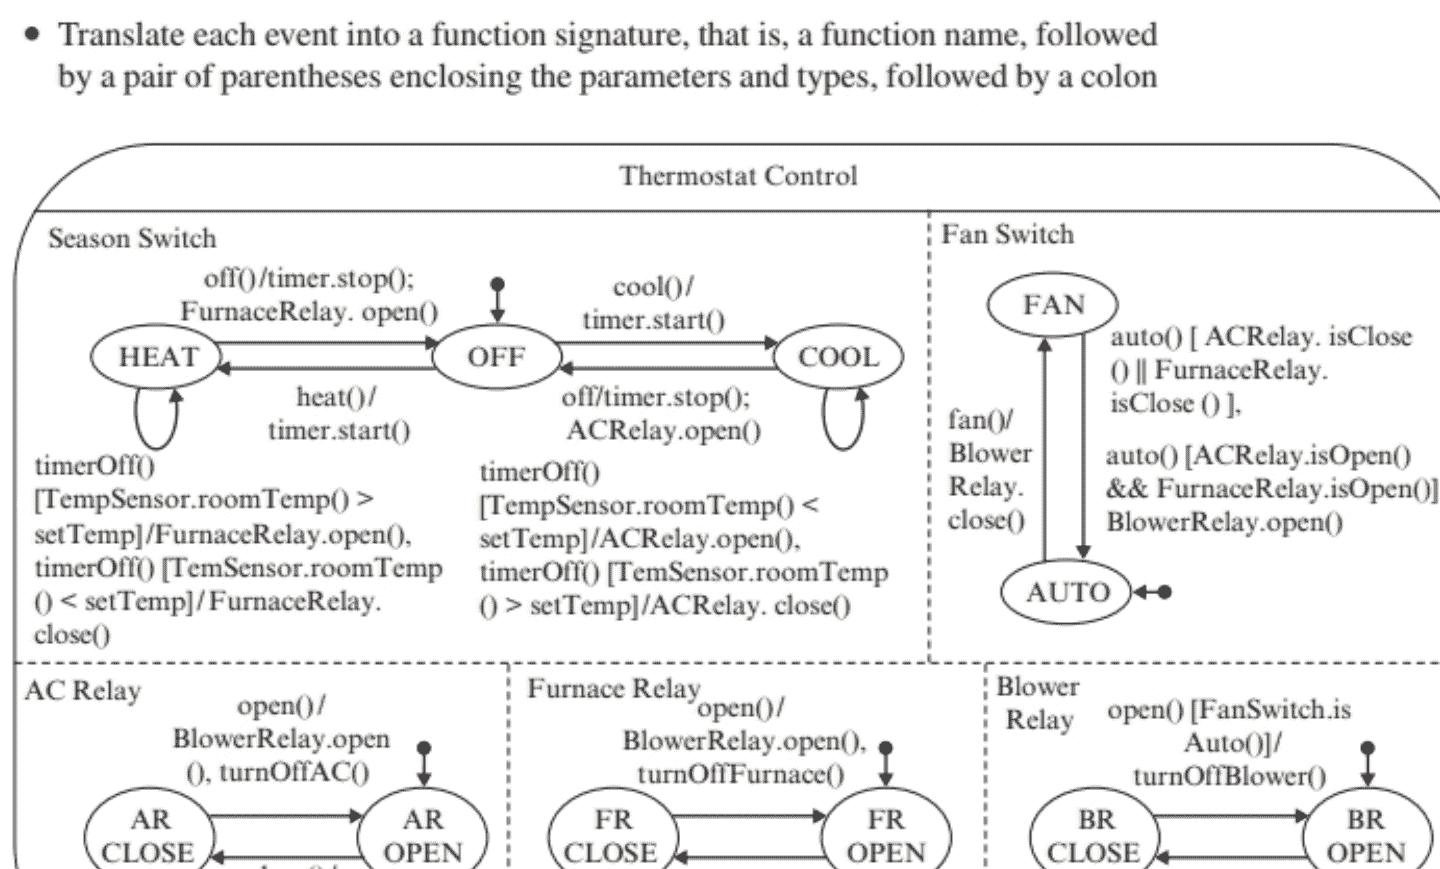 • Translate each event into a function signature, that is, a function name, followed
by a pair of parentheses enclosing the parameters and types, followed by a colon
Thermostat Control
Season Switch
off()/timer.stop();
FurnaceRelay. open()
cool()/
timer.start()
HEAT
OFF
COOL
heat()/
timer.start()
off/timer.stop();
ACRelay.open()
timerOff()
[TempSensor.roomTemp() >
setTemp]/FurnaceRelay.open(),
timerOff() [TemSensor.roomTemp
() < setTemp]/FurnaceRelay.
close()
timerOff()
[TempSensor.roomTemp() <
setTemp]/ACRelay.open(),
timerOff() [TemSensor.roomTemp
() > setTemp]/ACRelay. close()
Fan Switch
FAN
auto() [ ACRelay. isClose
() || FurnaceRelay.
isClose () ],
fan()/
Blower
Relay.
close()
auto() [ACRelay.isOpen()
&& FurnaceRelay.isOpen()]
BlowerRelay.open()
AUTO
AC Relay
open()/
BlowerRelay.open
(), turnOffAC()
AR
CLOSE
AR
OPEN
Furnace Relay
open()/
BlowerRelay.open(),
turnOffFurnace()
FR
CLOSE
FR
OPEN
Blower
Relay
open() [FanSwitch.is
Auto()]/
turnOffBlower()
BR
CLOSE
BR
OPEN